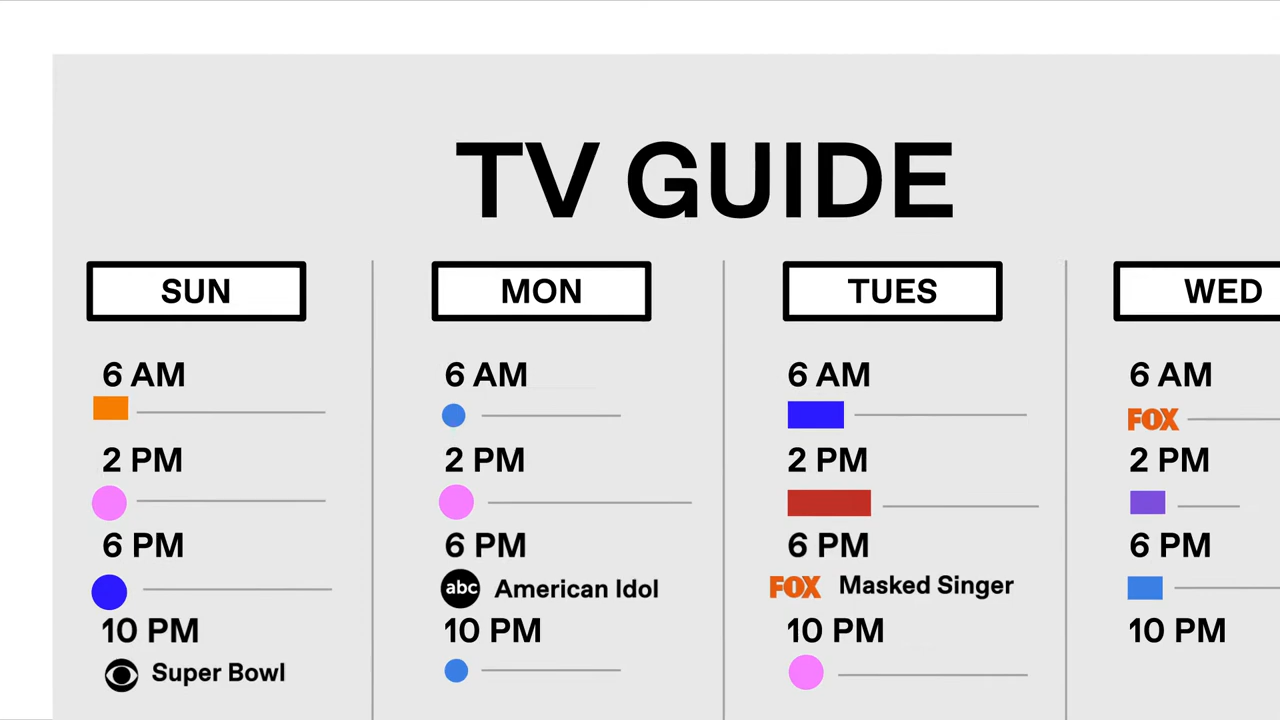 TV GUIDE
SUN
MON
TUES
WED
6 AM
6 AM
6 AM
6 AM
FOX
2 PM
2 PM
2 PM
2 PM
6 PM
6 PM
6 PM
6 PM
abc American Idol
FOX Masked Singer
10 PM
10 PM
10 PM
10 PM
Super Bowl